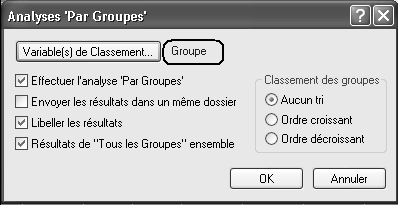 Analyses 'Par Groupes'
Variable(s) de Classement... Groupe
Effectuer l'analyse 'Par Groupes'
Envoyer les résultats dans un même dossier
Libeller les résultats
Résultats de "Tous les Groupes" ensemble
Classement des groupes
Aucun tri
Ordre croissant
Ordre décroissant
OK Annuler